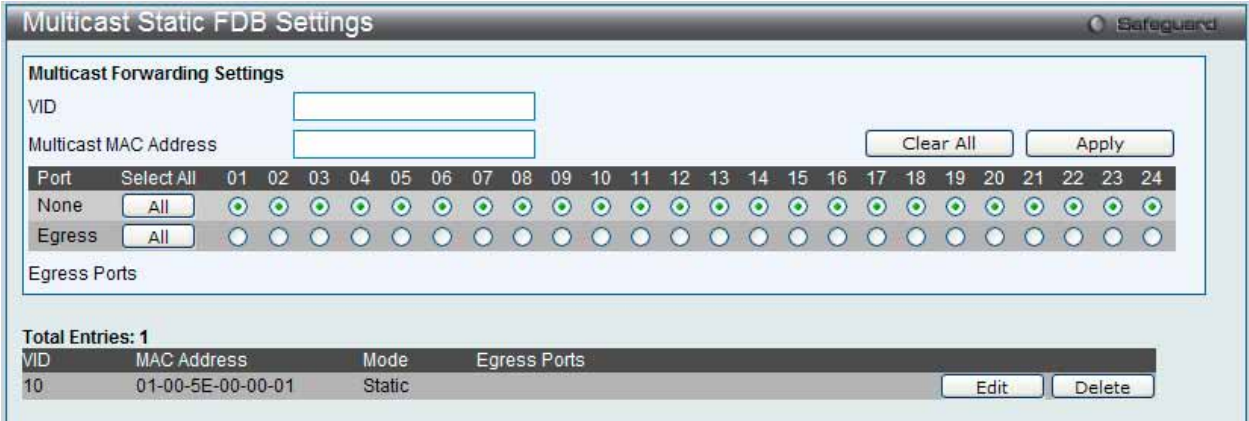 Multicast Static FDB Settings
Safeguard
Multicast Forwarding Settings
VID
Multicast MAC Address
Clear All Apply
Port Select All 01 02 03 04 05 06 07 08 09 10 11 12 13 14 15 16 17 18 19 20 21 22 23 24
None All
Egress All
Egress Ports
Total Entries: 1
VID MAC Address Mode Egress Ports
10 01-00-5E-00-00-01 Static Edit Delete